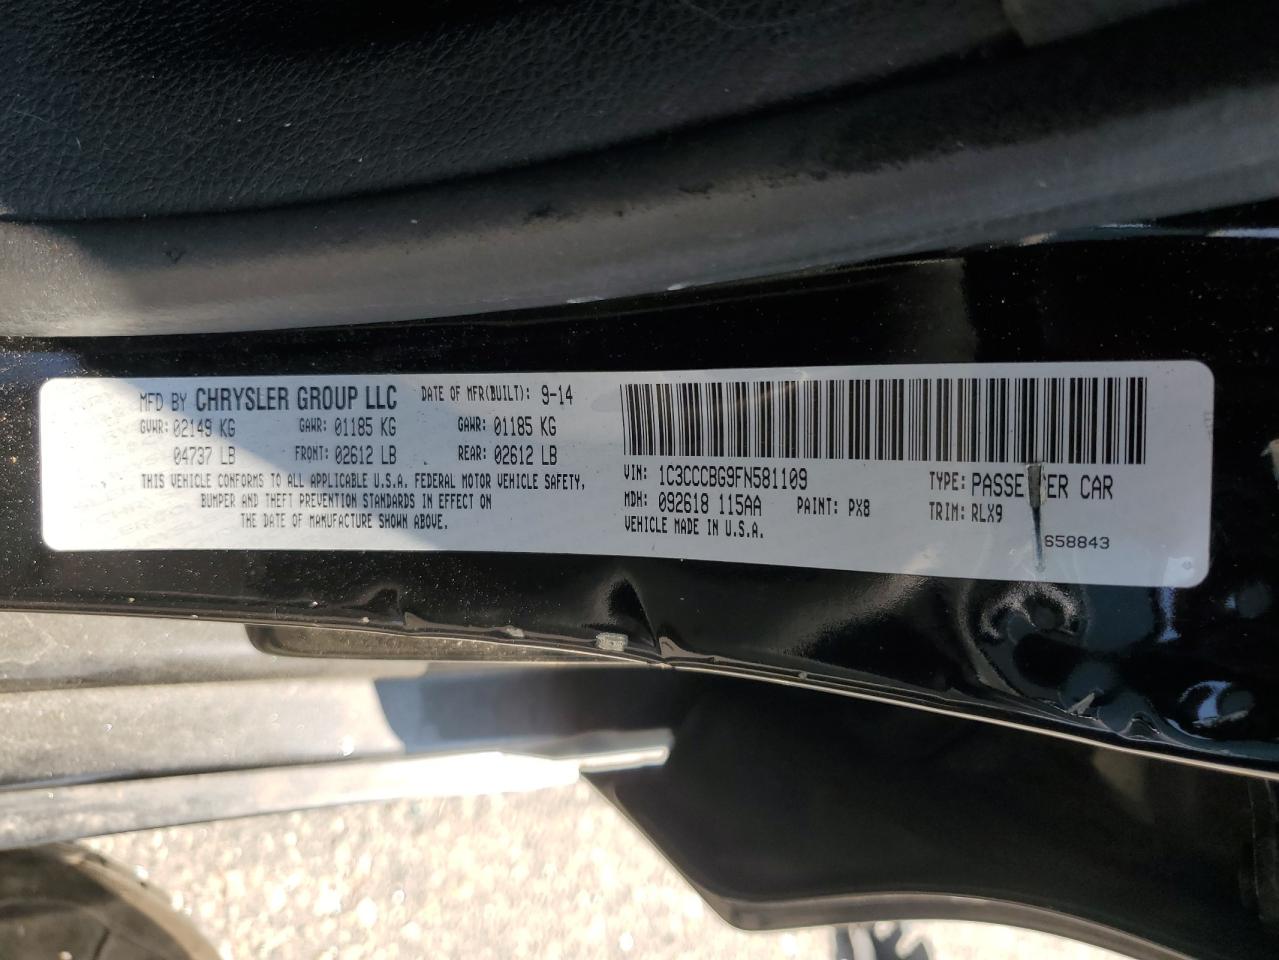 MFD BY CHRYSLER GROUP LLC DATE OF MFR(BUILT): 9-14
GVWR: 02149 KG GAWR: 01185 KG GAWR: 01185 KG
04737 LB FRONT: 02612 LB REAR: 02612 LB
THIS VEHICLE CONFORMS TO ALL APPLICABLE U.S.A. FEDERAL MOTOR VEHICLE SAFETY,
BUMPER AND THEFT PREVENTION STANDARDS IN EFFECT ON
THE DATE OF MANUFACTURE SHOWN ABOVE.
VIN: 1C3CCCBG9FN581109 TYPE: PASSE ER CAR
MDH: 092618 115AA PAINT: PX8 TRIM: RLX9
VEHICLE MADE IN U.S.A.
658843